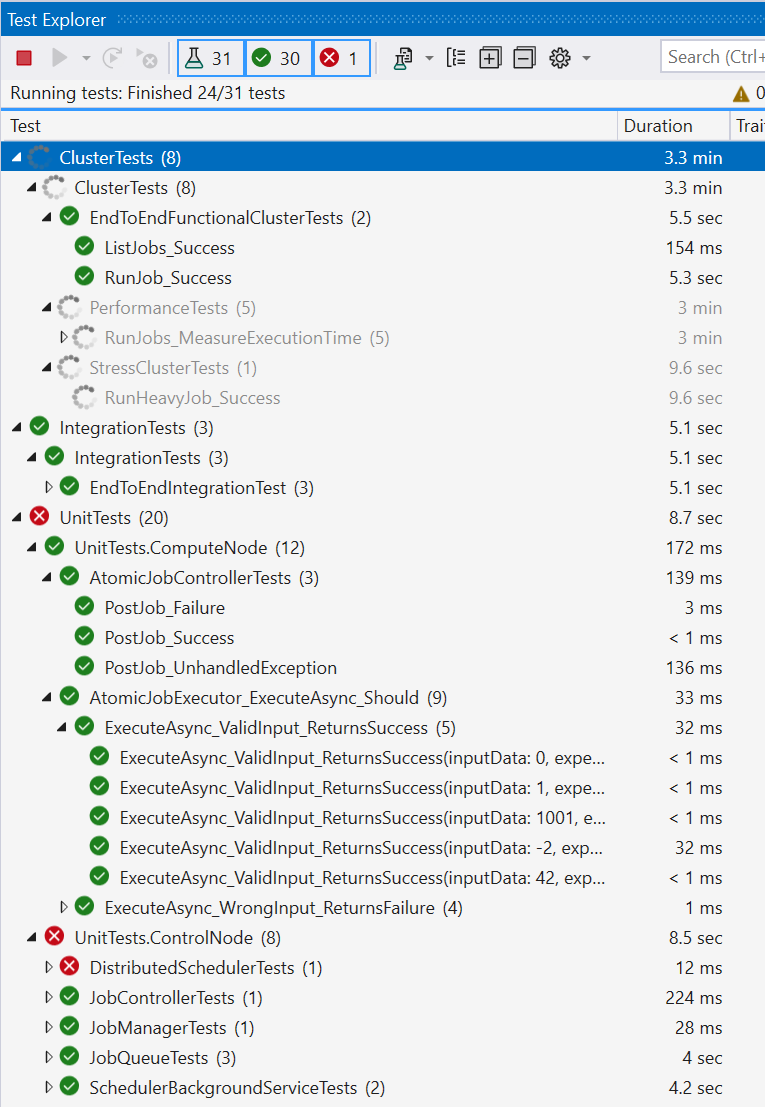 Test Explorer
31 30 1 Search (Ctrl+
Running tests: Finished 24/31 tests 0
Test Duration Trai
ClusterTests (8) 3.3 min
ClusterTests (8) 3.3 min
EndToEndFunctionalClusterTests (2) 5.5 sec
ListJobs_Success 154 ms
RunJob_Success 5.3 sec
PerformanceTests (5) 3 min
RunJobs_MeasureExecutionTime (5) 3 min
StressClusterTests (1) 9.6 sec
RunHeavyJob_Success 9.6 sec
IntegrationTests (3) 5.1 sec
IntegrationTests (3) 5.1 sec
EndToEndIntegrationTest (3) 5.1 sec
UnitTests (20) 8.7 sec
UnitTests.ComputeNode (12) 172 ms
AtomicJobControllerTests (3) 139 ms
PostJob_Failure 3 ms
PostJob_Success < 1 ms
PostJob_UnhandledException 136 ms
AtomicJobExecutor_ExecuteAsync_Should (9) 33 ms
ExecuteAsync_ValidInput_ReturnsSuccess (5) 32 ms
ExecuteAsync_ValidInput_ReturnsSuccess(inputData: 0, expe... < 1 ms
ExecuteAsync_ValidInput_ReturnsSuccess(inputData: 1, expe... < 1 ms
ExecuteAsync_ValidInput_ReturnsSuccess(inputData: 1001, e... < 1 ms
ExecuteAsync_ValidInput_ReturnsSuccess(inputData: -2, exp... 32 ms
ExecuteAsync_ValidInput_ReturnsSuccess(inputData: 42, exp... < 1 ms
ExecuteAsync_WrongInput_ReturnsFailure (4) 1 ms
UnitTests.ControlNode (8) 8.5 sec
DistributedSchedulerTests (1) 12 ms
JobControllerTests (1) 224 ms
JobManagerTests (1) 28 ms
JobQueueTests (3) 4 sec
SchedulerBackgroundServiceTests (2) 4.2 sec